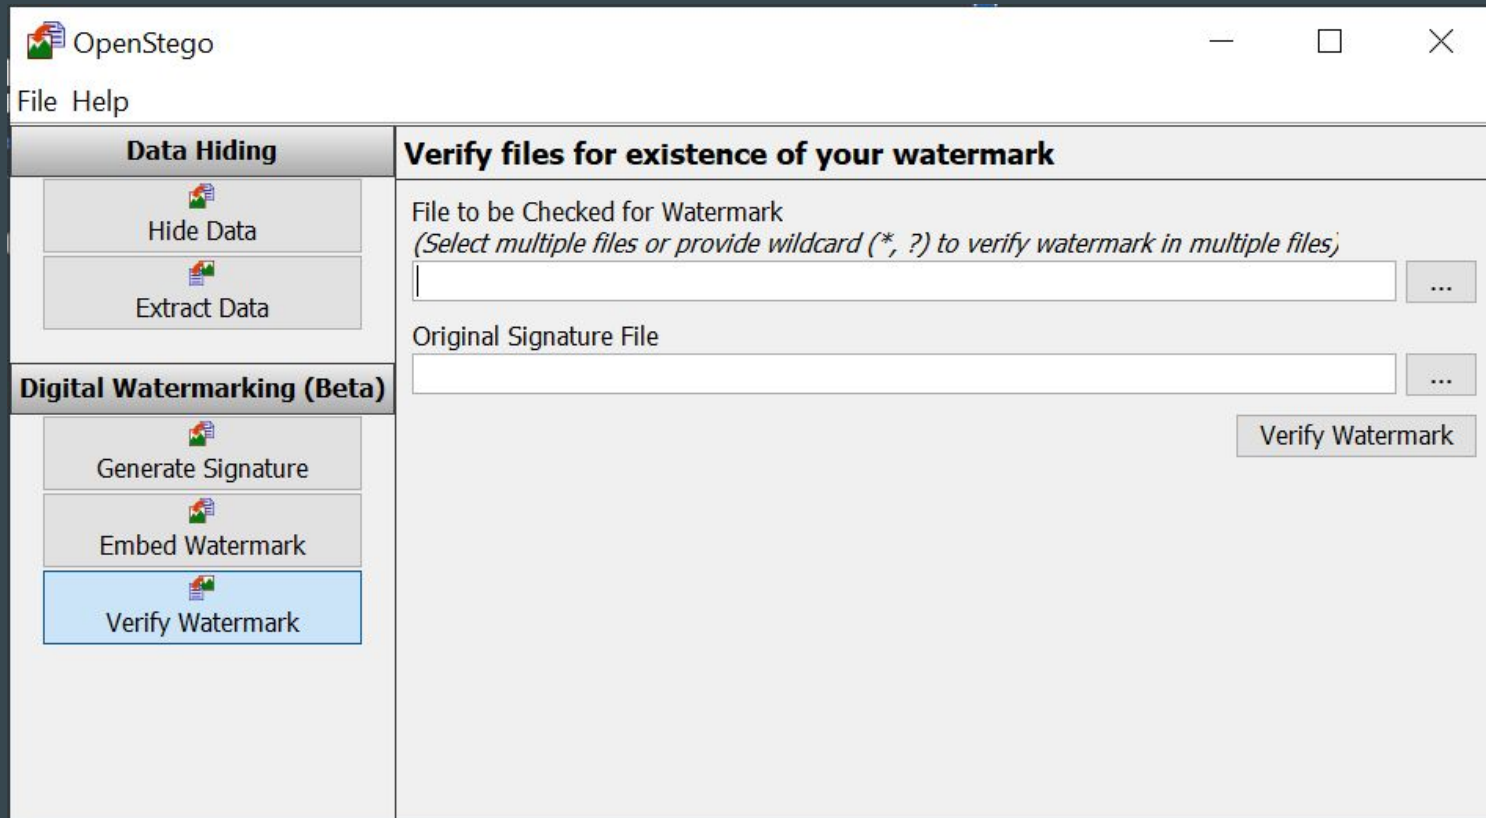 OpenStego
File Help
Data Hiding
Hide Data
Extract Data
Digital Watermarking (Beta)
Generate Signature
Embed Watermark
Verify Watermark
Verify files for existence of your watermark
File to be Checked for Watermark
(Select multiple files or provide wildcard (*, ?) to verify watermark in multiple files)
...
Original Signature File
...
Verify Watermark